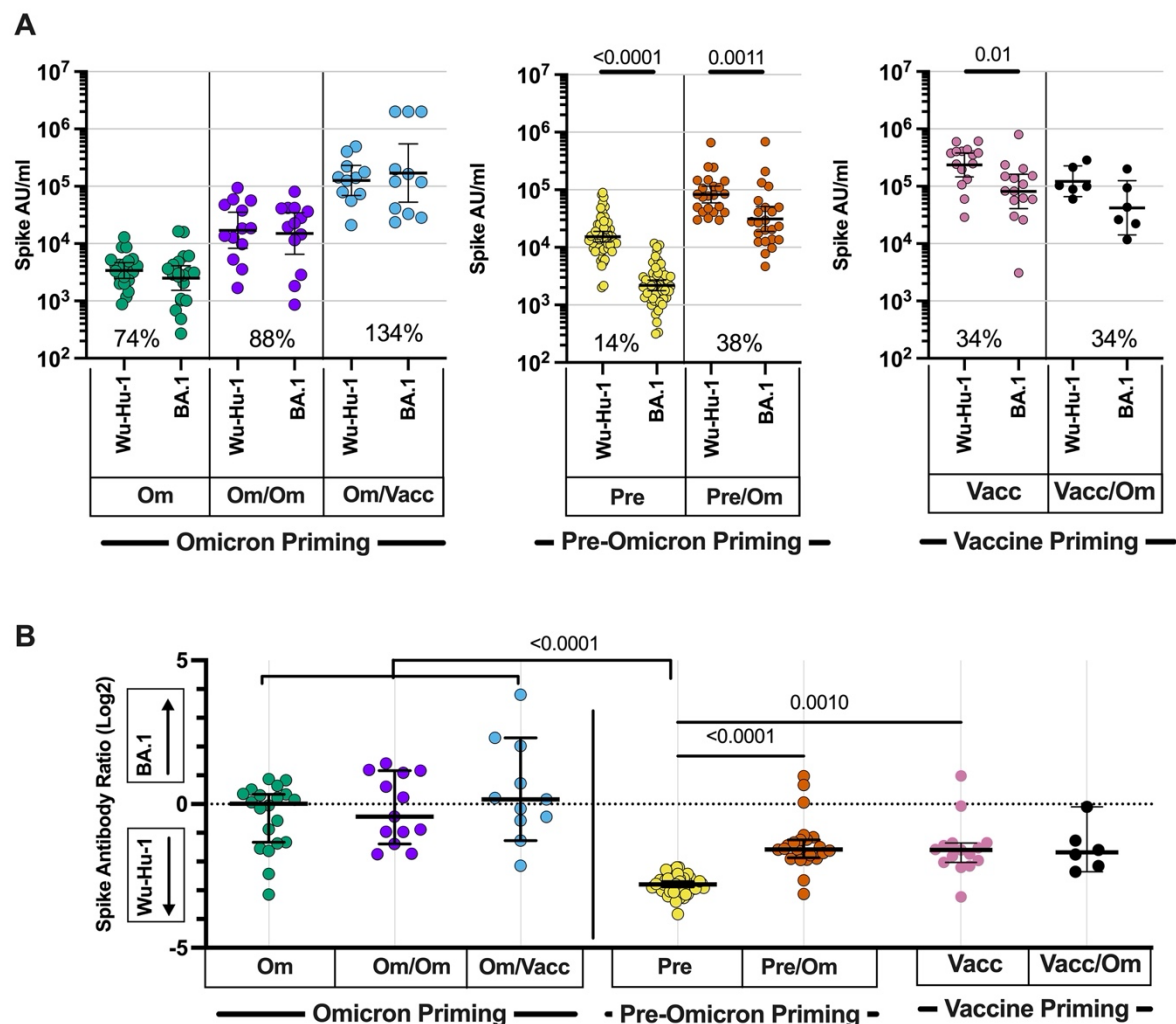 A
<0.0001
0.0011
0.01
Spike AU/ml
10⁷
10⁶
10⁵
10⁴
10³
10²
74%
88%
134%
Wu-Hu-1
BA.1
Wu-Hu-1
BA.1
Wu-Hu-1
BA.1
Om
Om/Om
Om/Vacc
Omicron Priming
Spike AU/ml
10⁷
10⁶
10⁵
10⁴
10³
10²
14%
38%
Wu-Hu-1
BA.1
Wu-Hu-1
BA.1
Pre
Pre/Om
Pre-Omicron Priming
Spike AU/ml
10⁷
10⁶
10⁵
10⁴
10³
10²
34%
34%
Wu-Hu-1
BA.1
Wu-Hu-1
BA.1
Vacc
Vacc/Om
Vaccine Priming
B
<0.0001
0.0010
<0.0001
Spike Antibody Ratio (Log2)
BA.1
Wu-Hu-1
5
0
-5
Om
Om/Om
Om/Vacc
Pre
Pre/Om
Vacc
Vacc/Om
Omicron Priming
Pre-Omicron Priming
Vaccine Priming